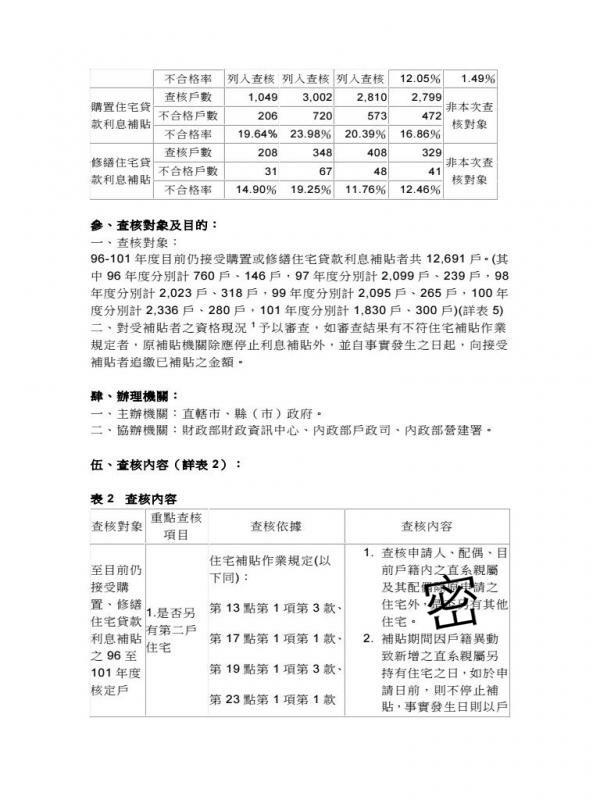 不合格率 列入查核 列入查核 列入查核 12.05% 1.49%
購置住宅貸款利息補貼 查核戶數 1,049 3,002 2,810 2,799 非本次查核對象
不合格戶數 206 720 573 472
不合格率 19.64% 23.98% 20.39% 16.86%
修繕住宅貸款利息補貼 查核戶數 208 348 408 329 非本次查核對象
不合格戶數 31 67 48 41
不合格率 14.90% 19.25% 11.76% 12.46%
參、查核對象及目的：
一、查核對象：
96-101 年度目前仍接受購置或修繕住宅貸款利息補貼者共 12,691 戶。(其
中 96 年度分別計 760 戶、146 戶，97 年度分別計 2,099 戶、239 戶，98
年度分別計 2,023 戶、318 戶，99 年度分別計 2,095 戶、265 戶，100 年
度分別計 2,336 戶、280 戶，101 年度分別計 1,830 戶、300 戶)(詳表 5)
二、對受補貼者之資格現況 1 予以審查，如審查結果有不符住宅補貼作業
規定者，原補貼機關除應停止利息補貼外，並自事實發生之日起，向接受
補貼者追繳已補貼之金額。
肆、辦理機關：
一、主辦機關：直轄市、縣（市）政府。
二、協辦機關：財政部財政資訊中心、內政部戶政司、內政部營建署。
伍、查核內容（詳表 2）：
表 2 查核內容
查核對象 重點查核項目 查核依據 查核內容
至目前仍
接受購
置、修繕
住宅貸款
利息補貼
之 96 至
101 年度
核定戶
1.是否另
有第二戶
住宅
住宅補貼作業規定(以
下同)：
第 13 點第 1 項第 3 款、
第 17 點第 1 項第 1 款、
第 19 點第 1 項第 3 款、
第 23 點第 1 項第 1 款
1. 查核申請人、配偶、目
前戶籍內之直系親屬
及其配偶除原申請之
住宅外，是否仍有其他
住宅。
2. 補貼期間因戶籍異動
致新增之直系親屬另
持有住宅之日，如於申
請日前，則不停止補
貼，事實發生日則以戶
密